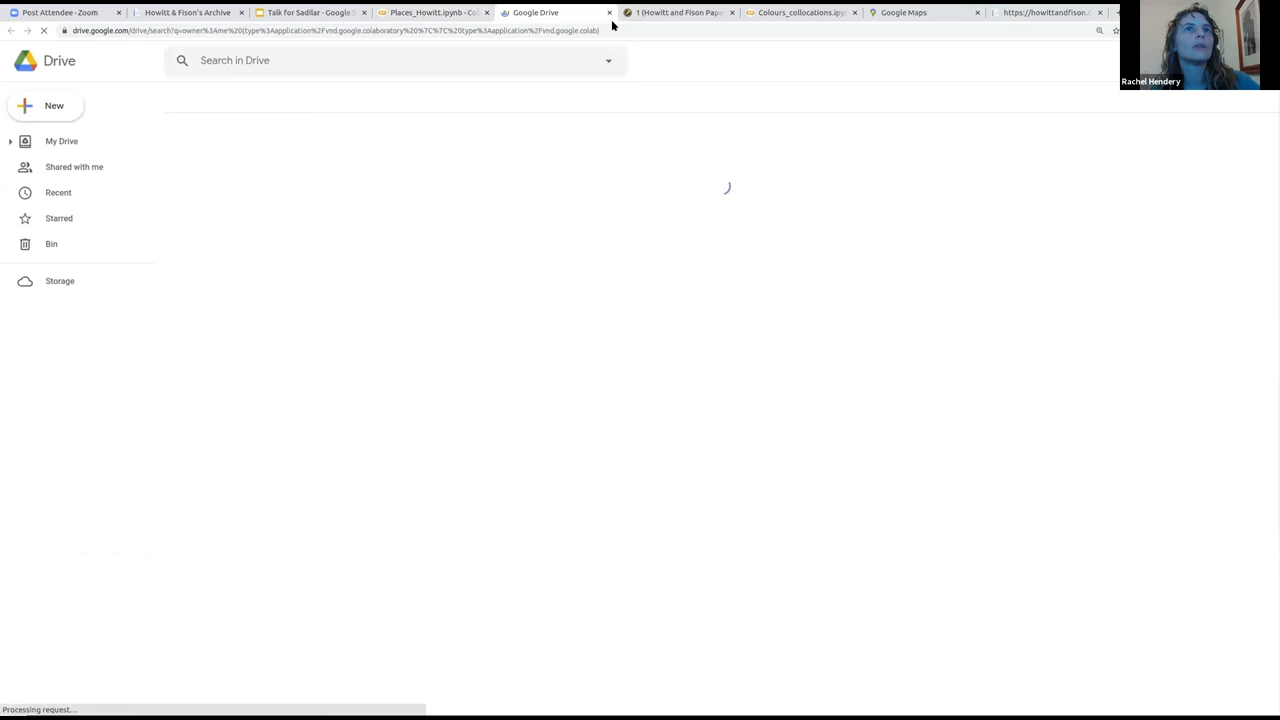 Post Attendee - Zoom
Howitt & Fison's Archive
Talk for Sadilar - Google S
Places_Howitt.ipynb - Col
Google Drive
1 (Howitt and Fison Pape
Colours_collocations.ipyn
Google Maps
https://howittandfison.
drive.google.com/drive/search?q=owner%3Ame%20(type%3Aapplication%2Fvnd.google.colaboratory%20%7C%7C%20type%3Aapplication%2Fvnd.google.colab)
Drive
Search in Drive
Rachel Hendery
New
My Drive
Shared with me
Recent
Starred
Bin
Storage
Processing request...